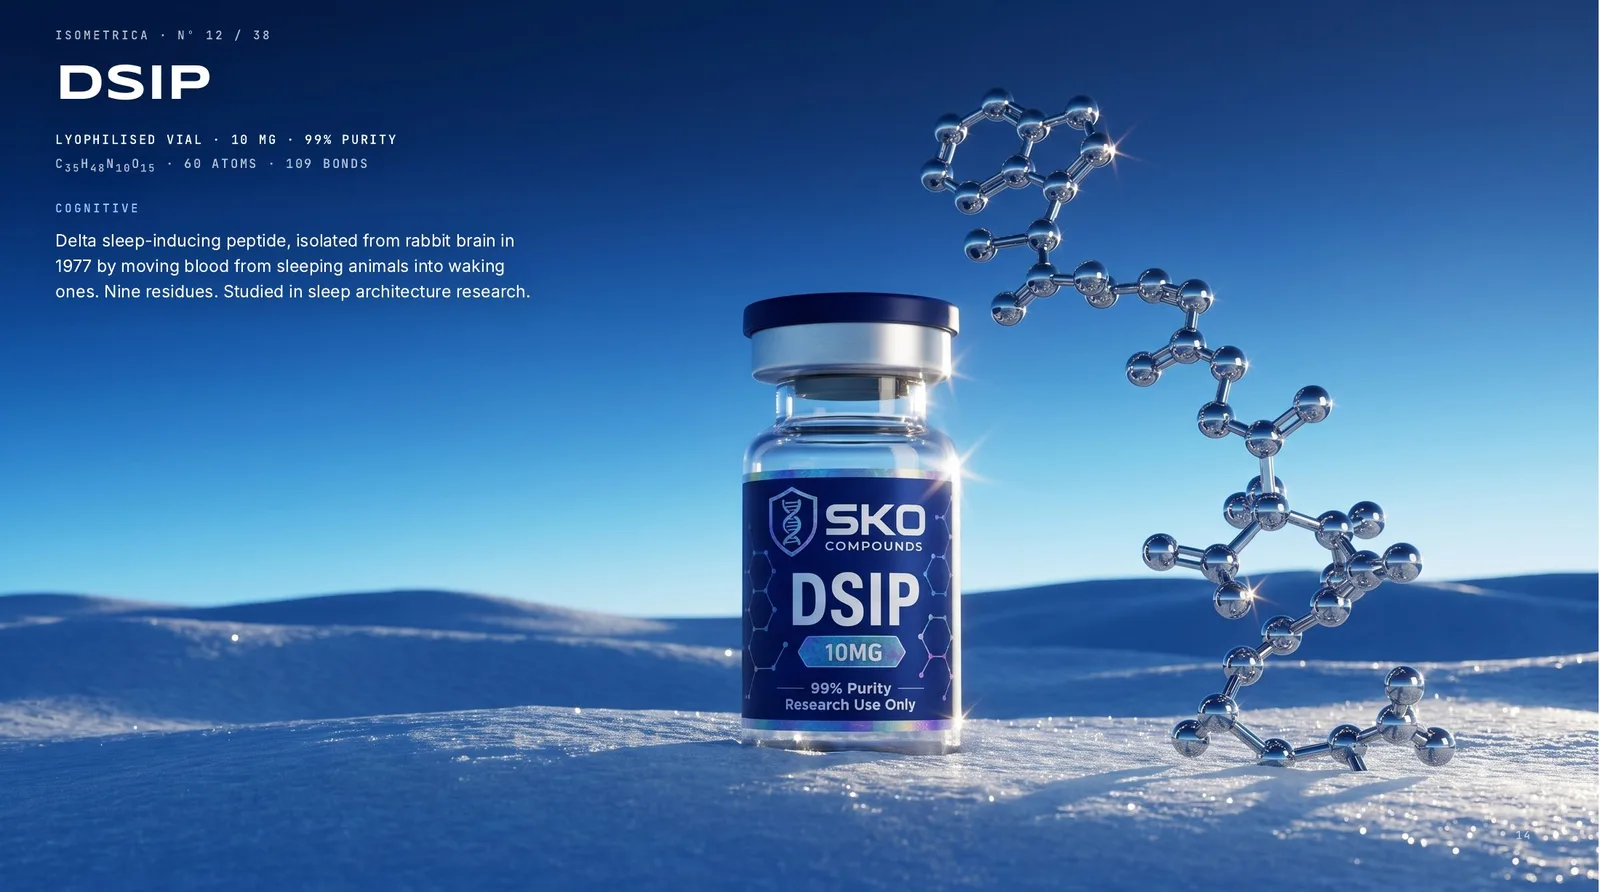 ISOMETRICA · N° 12 / 38
DSIP
LYOPHILISED VIAL · 10 MG · 99% PURITY
C₃₅H₄₈N₁₀O₁₅ · 60 ATOMS · 109 BONDS
COGNITIVE
Delta sleep-inducing peptide, isolated from rabbit brain in
1977 by moving blood from sleeping animals into waking
ones. Nine residues. Studied in sleep architecture research.
SKO
COMPOUNDS
DSIP
10MG
99% Purity
Research Use Only
14